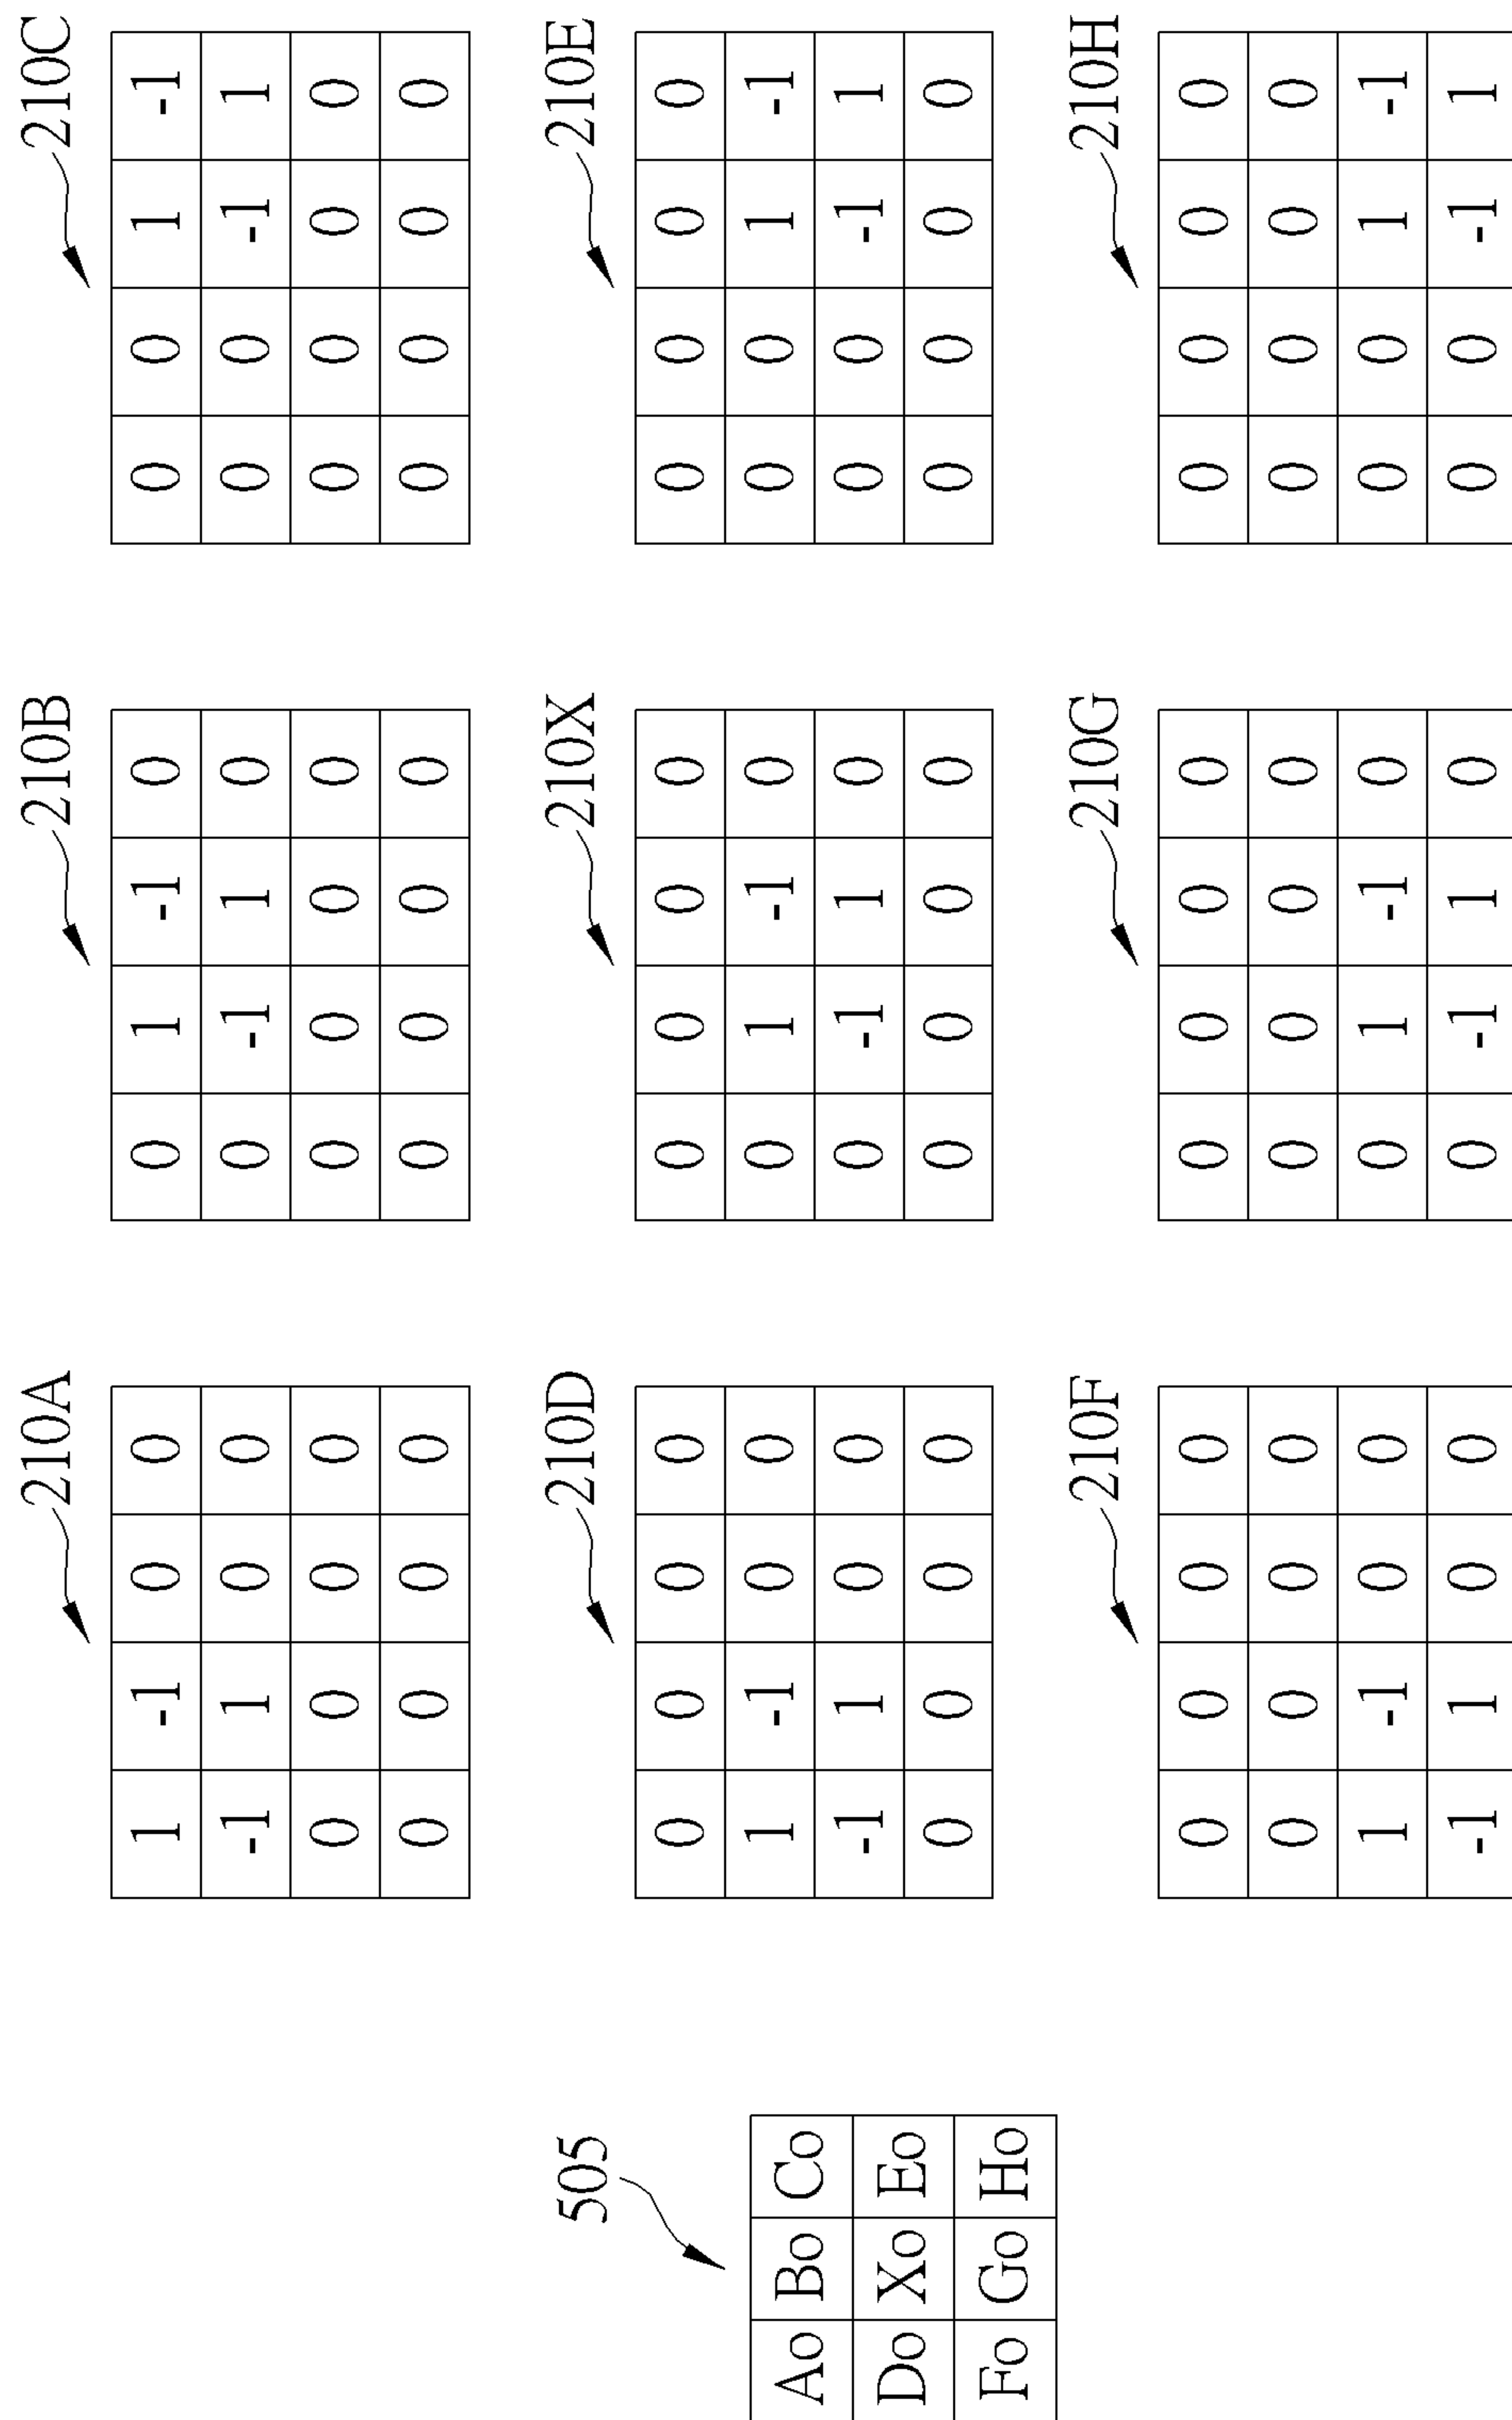 505
Ao Bo Co
Do Xo Eo
Fo Go Ho
210A
1 -1 0 0
-1 1 0 0
0 0 0 0
0 0 0 0
210B
0 1 -1 0
0 -1 1 0
0 0 0 0
0 0 0 0
210C
0 0 1 -1
0 0 -1 1
0 0 0 0
0 0 0 0
210D
0 0 0 0
1 -1 0 0
-1 1 0 0
0 0 0 0
210X
0 0 0 0
0 1 -1 0
0 -1 1 0
0 0 0 0
210E
0 0 0 0
0 0 1 -1
0 0 -1 1
0 0 0 0
210F
0 0 0 0
0 0 0 0
1 -1 0 0
-1 1 0 0
210G
0 0 0 0
0 0 0 0
0 1 -1 0
0 -1 1 0
210H
0 0 0 0
0 0 0 0
0 0 1 -1
0 0 -1 1